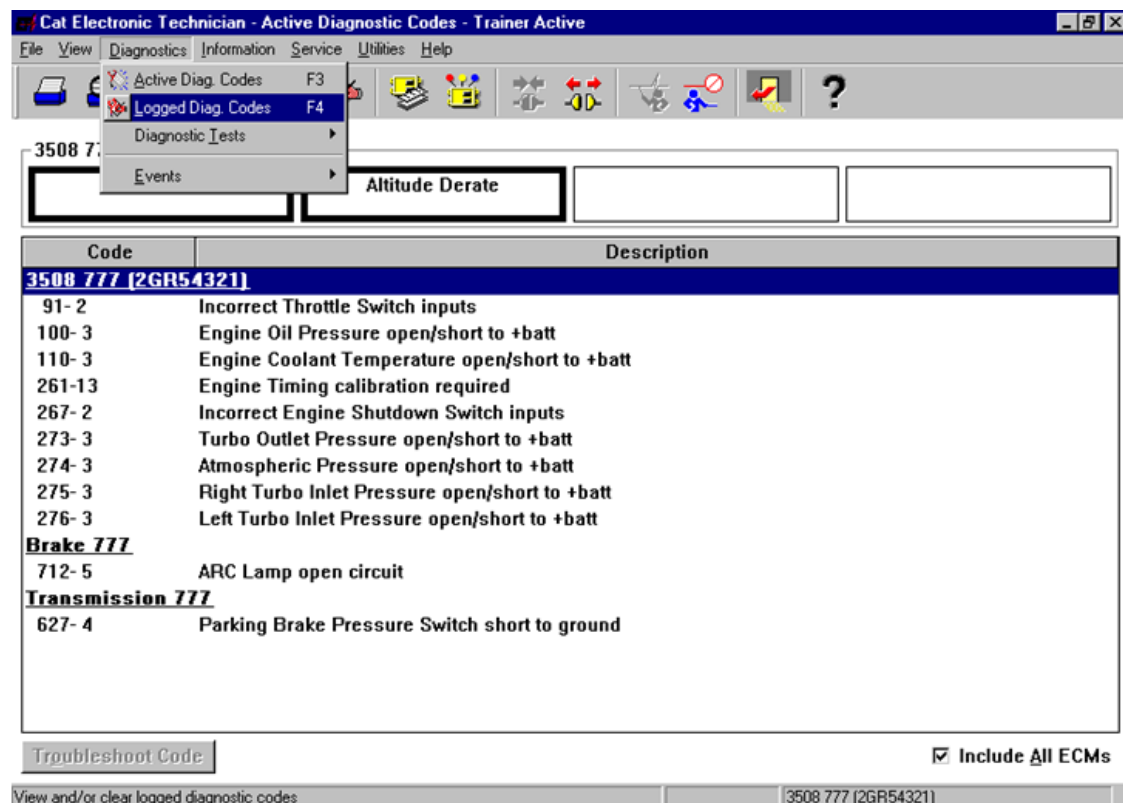 Cat Electronic Technician - Active Diagnostic Codes - Trainer Active
File View Diagnostics Information Service Utilities Help
Active Diag. Codes F3
Logged Diag. Codes F4
Diagnostic Tests
Events
3508 77
Altitude Derate
Code Description
3508 777 (2GR54321)
91- 2 Incorrect Throttle Switch inputs
100- 3 Engine Oil Pressure open/short to +batt
110- 3 Engine Coolant Temperature open/short to +batt
261-13 Engine Timing calibration required
267- 2 Incorrect Engine Shutdown Switch inputs
273- 3 Turbo Outlet Pressure open/short to +batt
274- 3 Atmospheric Pressure open/short to +batt
275- 3 Right Turbo Inlet Pressure open/short to +batt
276- 3 Left Turbo Inlet Pressure open/short to +batt
Brake 777
712- 5 ARC Lamp open circuit
Transmission 777
627- 4 Parking Brake Pressure Switch short to ground
Troubleshoot Code Include All ECMs
View and/or clear logged diagnostic codes 3508 777 (2GR54321)